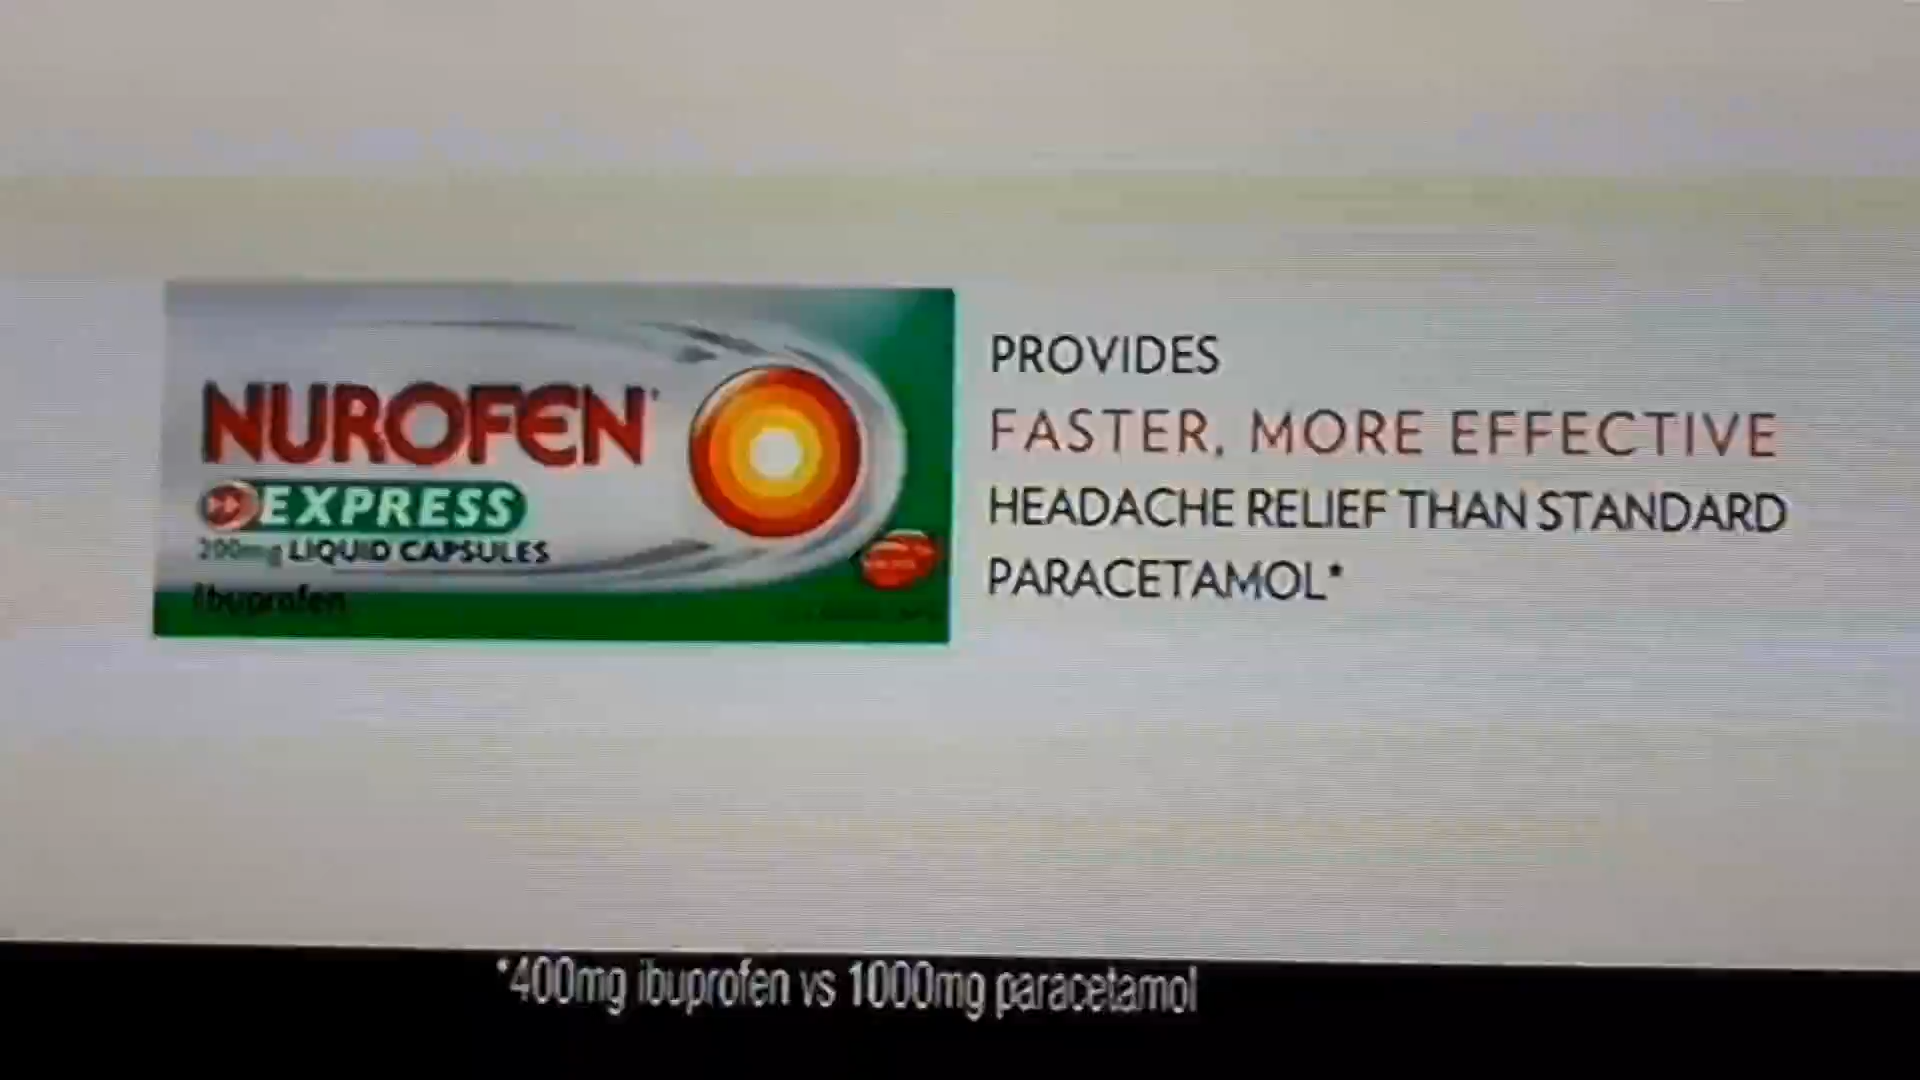 NUROFEN
EXPRESS
200mg LIQUID CAPSULES
Ibuprofen
PROVIDES
FASTER, MORE EFFECTIVE
HEADACHE RELIEF THAN STANDARD
PARACETAMOL*
*400mg ibuprofen vs 1000mg paracetamol